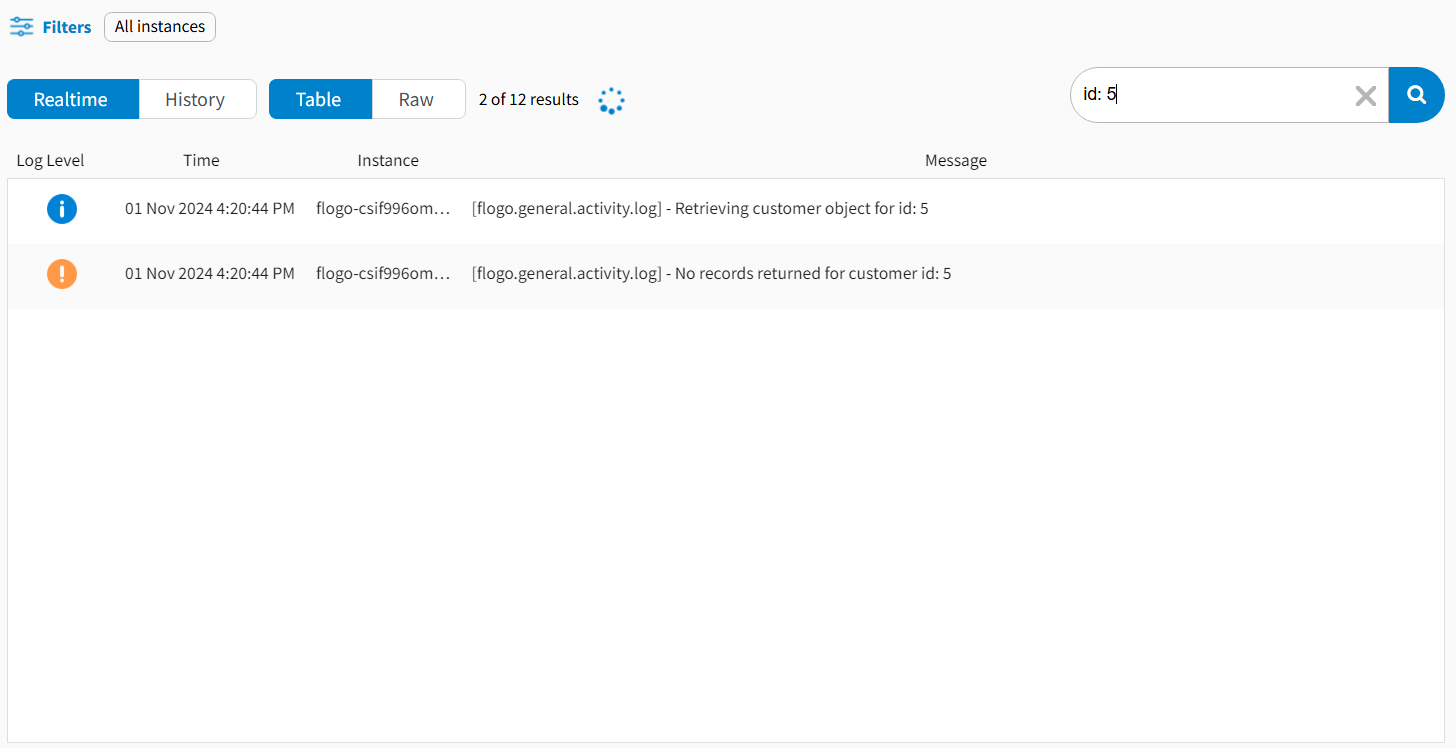 Filters All instances
Realtime History Table Raw 2 of 12 results id: 5
Log Level Time Instance Message
01 Nov 2024 4:20:44 PM flogo-csif996om… [flogo.general.activity.log] - Retrieving customer object for id: 5
01 Nov 2024 4:20:44 PM flogo-csif996om… [flogo.general.activity.log] - No records returned for customer id: 5